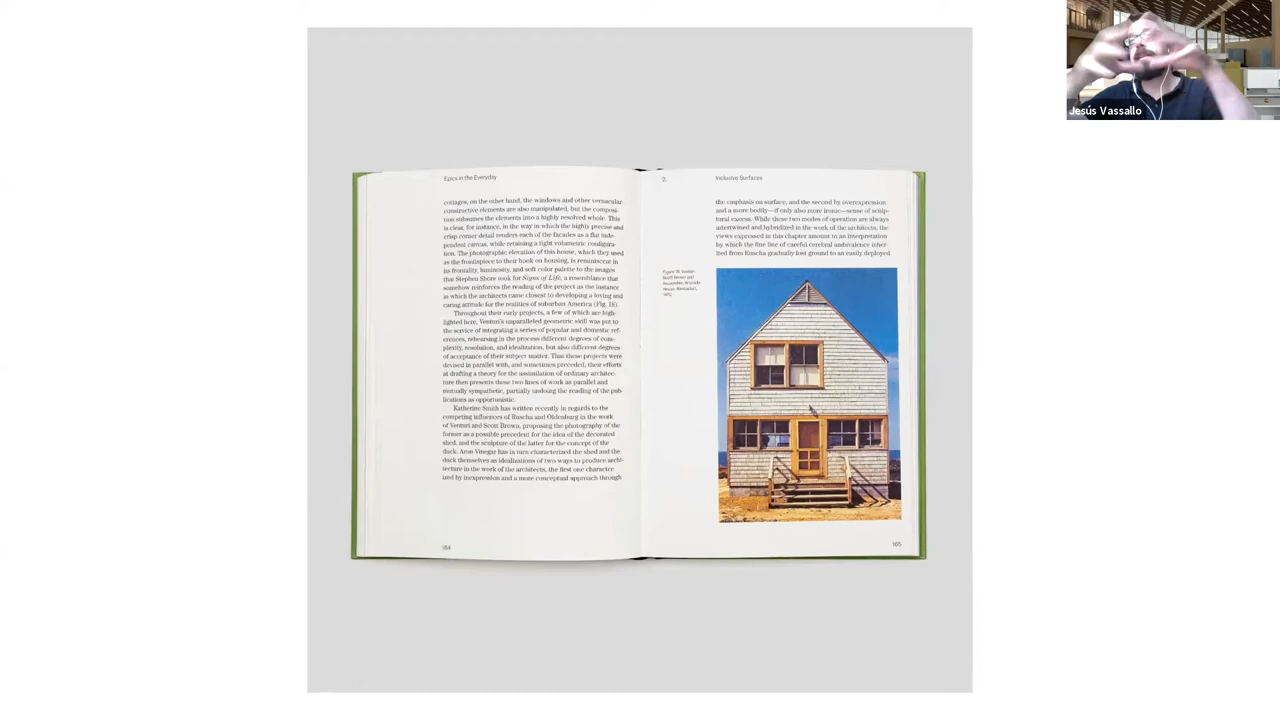 Epics in the Everyday
cottages, on the other hand, the windows and other vernacular
constructive elements are also manipulated, but the composi-
tion subsumes the elements into a highly resolved whole. This
is clear, for instance, in the way in which the highly precise and
crisp corner detail renders each of the facades as a flat inde-
pendent canvas, while retaining a tight volumetric configura-
tion. The photographic elevation of this house, which they used
as the frontispiece to their book on housing, is reminiscent in
its frontality, luminosity, and soft color palette to the images
that Stephen Shore took for Signs of Life, a resemblance that
somehow reinforces the reading of the project as the instance
in which the architects came closest to developing a loving and
caring attitude for the realities of suburban America (Fig. 18).
Throughout their early projects, a few of which are high-
lighted here, Venturi's unparalleled geometric skill was put to
the service of integrating a series of popular and domestic ref-
erences, rehearsing in the process different degrees of com-
plexity, resolution, and idealization, but also different degrees
of acceptance of their subject matter. That these projects were
devised in parallel with, and sometimes preceded, their efforts
at drafting a theory for the assimilation of ordinary architec-
ture then presents these two lines of work as parallel and
mutually sympathetic, partially undoing the reading of the pub-
lications as opportunistic.
Katherine Smith has written recently in regards to the
competing influences of Ruscha and Oldenburg in the work
of Venturi and Scott Brown, proposing the photography of the
former as a possible precedent for the idea of the decorated
shed, and the sculpture of the latter for the concept of the
duck. Aron Vinegar has in turn characterized the shed and the
duck themselves as idealizations of two ways to produce archi-
tecture in the work of the architects, the first one character
ized by inexpression and a more conceptual approach through
164
2.
Inclusive Surfaces
the emphasis on surface, and the second by overexpression
and a more bodily—if only also more ironic—sense of sculp-
tural excess. While these two modes of operation are always
intertwined and hybridized in the work of the architects, the
views expressed in this chapter amount to an interpretation
by which the fine line of careful cerebral ambivalence inher-
ited from Ruscha gradually lost ground to an easily deployed
Scott Brown and
House, Nantucket,
165
Jesús Vassallo